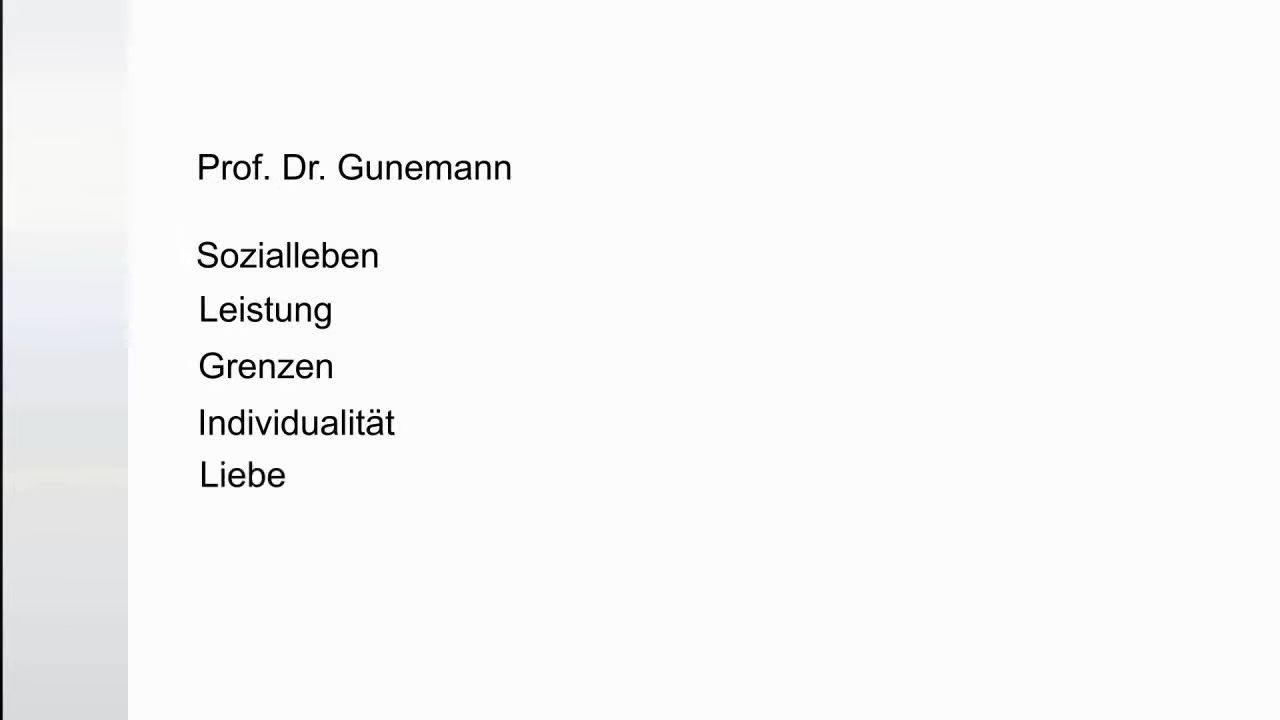 Prof. Dr. Gunemann
Sozialleben
Leistung
Grenzen
Individualität
Liebe